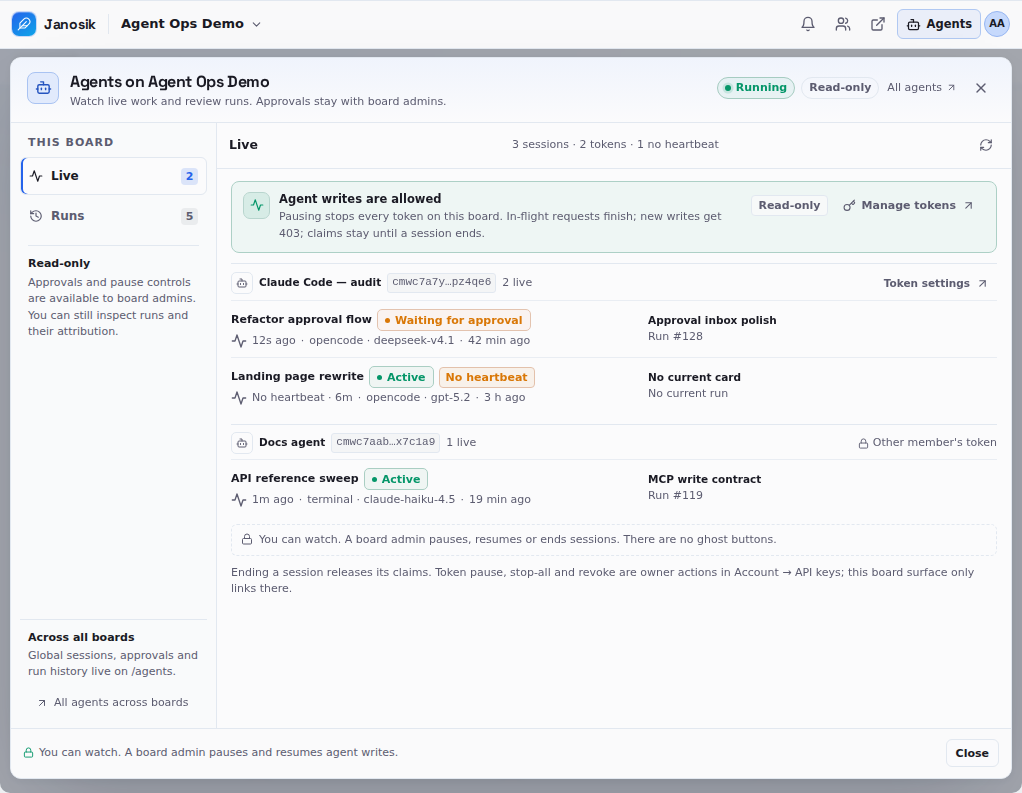 Janosik
Agent Ops Demo
Agents
AA
Agents on Agent Ops Demo
Watch live work and review runs. Approvals stay with board admins.
Running
Read-only
All agents
THIS BOARD
Live
2
Runs
5
Read-only
Approvals and pause controls
are available to board admins.
You can still inspect runs and
their attribution.
Across all boards
Global sessions, approvals and
run history live on /agents.
All agents across boards
Live
3 sessions · 2 tokens · 1 no heartbeat
Agent writes are allowed
Pausing stops every token on this board. In-flight requests finish; new writes get
403; claims stay until a session ends.
Read-only
Manage tokens
Claude Code — audit
cmwc7a7y…pz4qe6
2 live
Token settings
Refactor approval flow
Waiting for approval
12s ago · opencode · deepseek-v4.1 · 42 min ago
Approval inbox polish
Run #128
Landing page rewrite
Active
No heartbeat
No heartbeat · 6m · opencode · gpt-5.2 · 3 h ago
No current card
No current run
Docs agent
cmwc7aab…x7c1a9
1 live
Other member's token
API reference sweep
Active
1m ago · terminal · claude-haiku-4.5 · 19 min ago
MCP write contract
Run #119
You can watch. A board admin pauses, resumes or ends sessions. There are no ghost buttons.
Ending a session releases its claims. Token pause, stop-all and revoke are owner actions in Account → API keys; this board surface only
links there.
You can watch. A board admin pauses and resumes agent writes.
Close